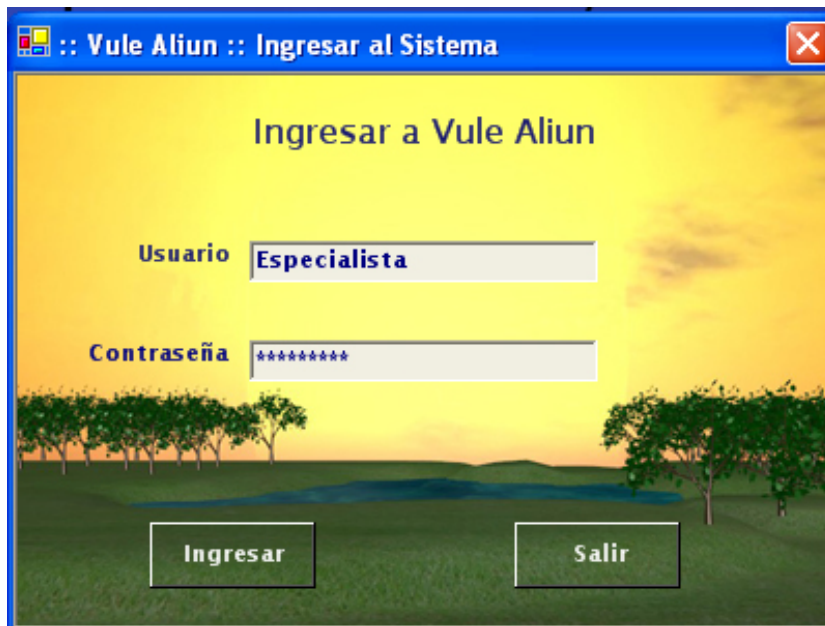 :: Vule Aliun :: Ingresar al Sistema
Ingresar a Vule Aliun
Usuario Especialista
Contraseña *********
Ingresar Salir